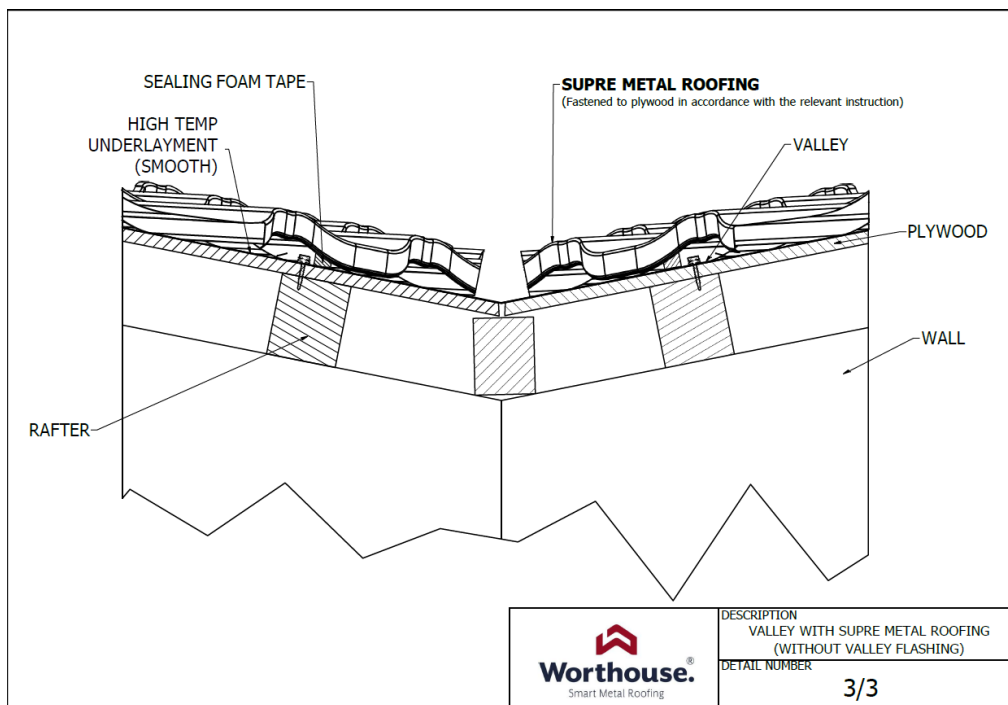 SEALING FOAM TAPE
SUPRE METAL ROOFING
(Fastened to plywood in accordance with the relevant instruction)
HIGH TEMP
UNDERLAYMENT
(SMOOTH)
VALLEY
PLYWOOD
WALL
RAFTER
Worthouse.®
Smart Metal Roofing
DESCRIPTION
VALLEY WITH SUPRE METAL ROOFING
(WITHOUT VALLEY FLASHING)
DETAIL NUMBER
3/3